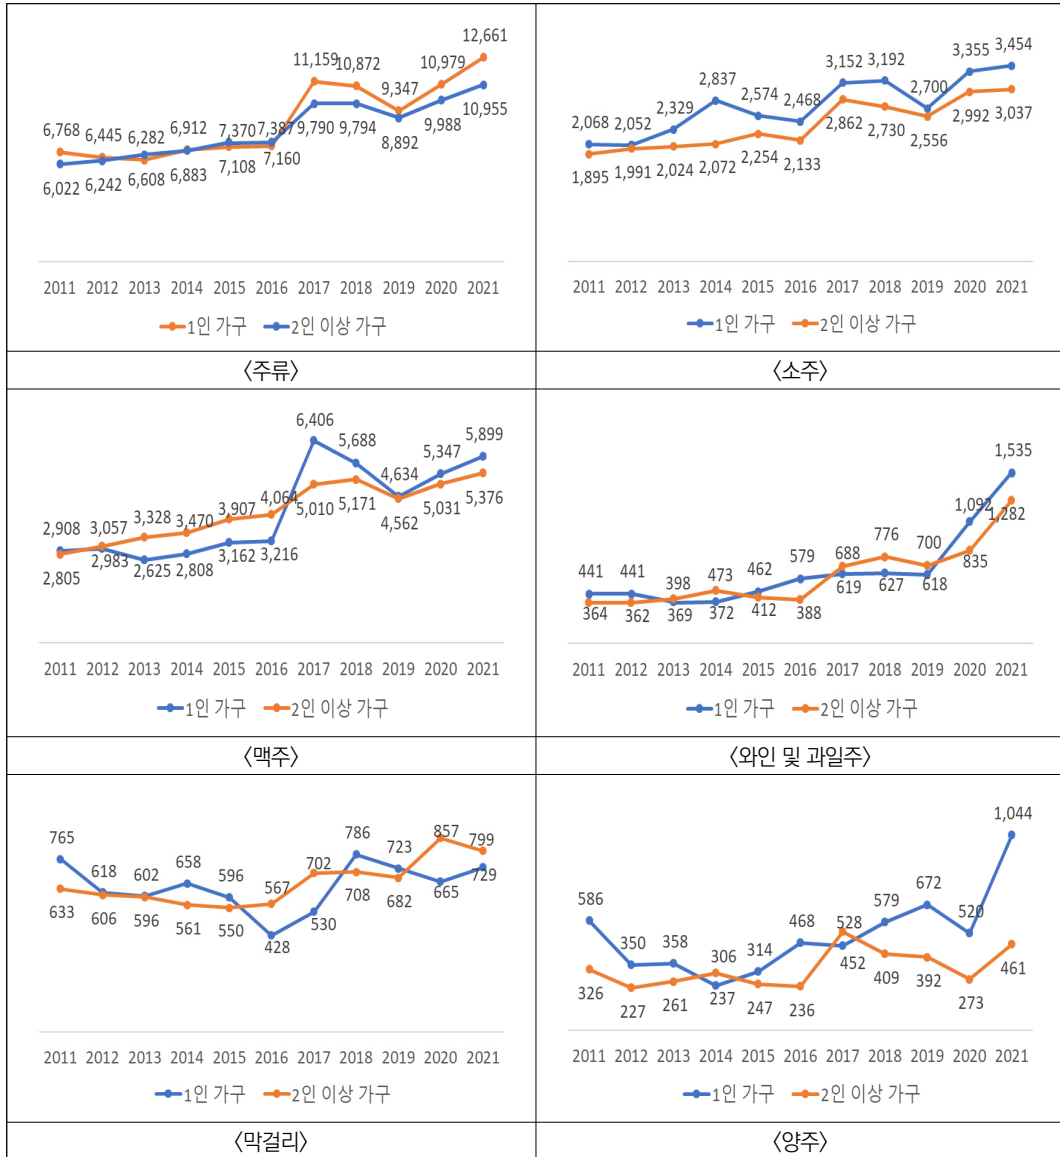 12,661
11,159 10,872 10,979
9,347
6,768 6,445 6,282 6,912 7,370 7,387 9,790 9,794 8,892 9,988 10,955
6,022 6,242 6,608 6,883 7,108 7,160
2011 2012 2013 2014 2015 2016 2017 2018 2019 2020 2021
1인 가구 2인 이상 가구
〈주류〉
2,068 2,052 2,329 2,837 2,574 2,468 3,152 3,192 2,700 3,355 3,454
1,895 1,991 2,024 2,072 2,254 2,133 2,862 2,730 2,556 2,992 3,037
2011 2012 2013 2014 2015 2016 2017 2018 2019 2020 2021
1인 가구 2인 이상 가구
〈소주〉
6,406 5,688 4,634 5,347 5,899
2,908 3,057 3,328 3,470 3,907 4,064 5,010 5,171 4,562 5,031 5,376
2,805 2,983 2,625 2,808 3,162 3,216
2011 2012 2013 2014 2015 2016 2017 2018 2019 2020 2021
1인 가구 2인 이상 가구
〈맥주〉
441 441 398 473 462 579 688 776 700 1,092 1,535
364 362 369 372 412 388 619 627 618 835 1,282
2011 2012 2013 2014 2015 2016 2017 2018 2019 2020 2021
1인 가구 2인 이상 가구
〈와인 및 과일주〉
765 618 602 658 596 567 702 786 723 857 799
633 606 596 561 550 428 530 708 682 665 729
2011 2012 2013 2014 2015 2016 2017 2018 2019 2020 2021
1인 가구 2인 이상 가구
〈막걸리〉
586 350 358 306 314 468 528 579 672 520 1,044
326 227 261 237 247 236 452 409 392 273 461
2011 2012 2013 2014 2015 2016 2017 2018 2019 2020 2021
1인 가구 2인 이상 가구
〈양주〉